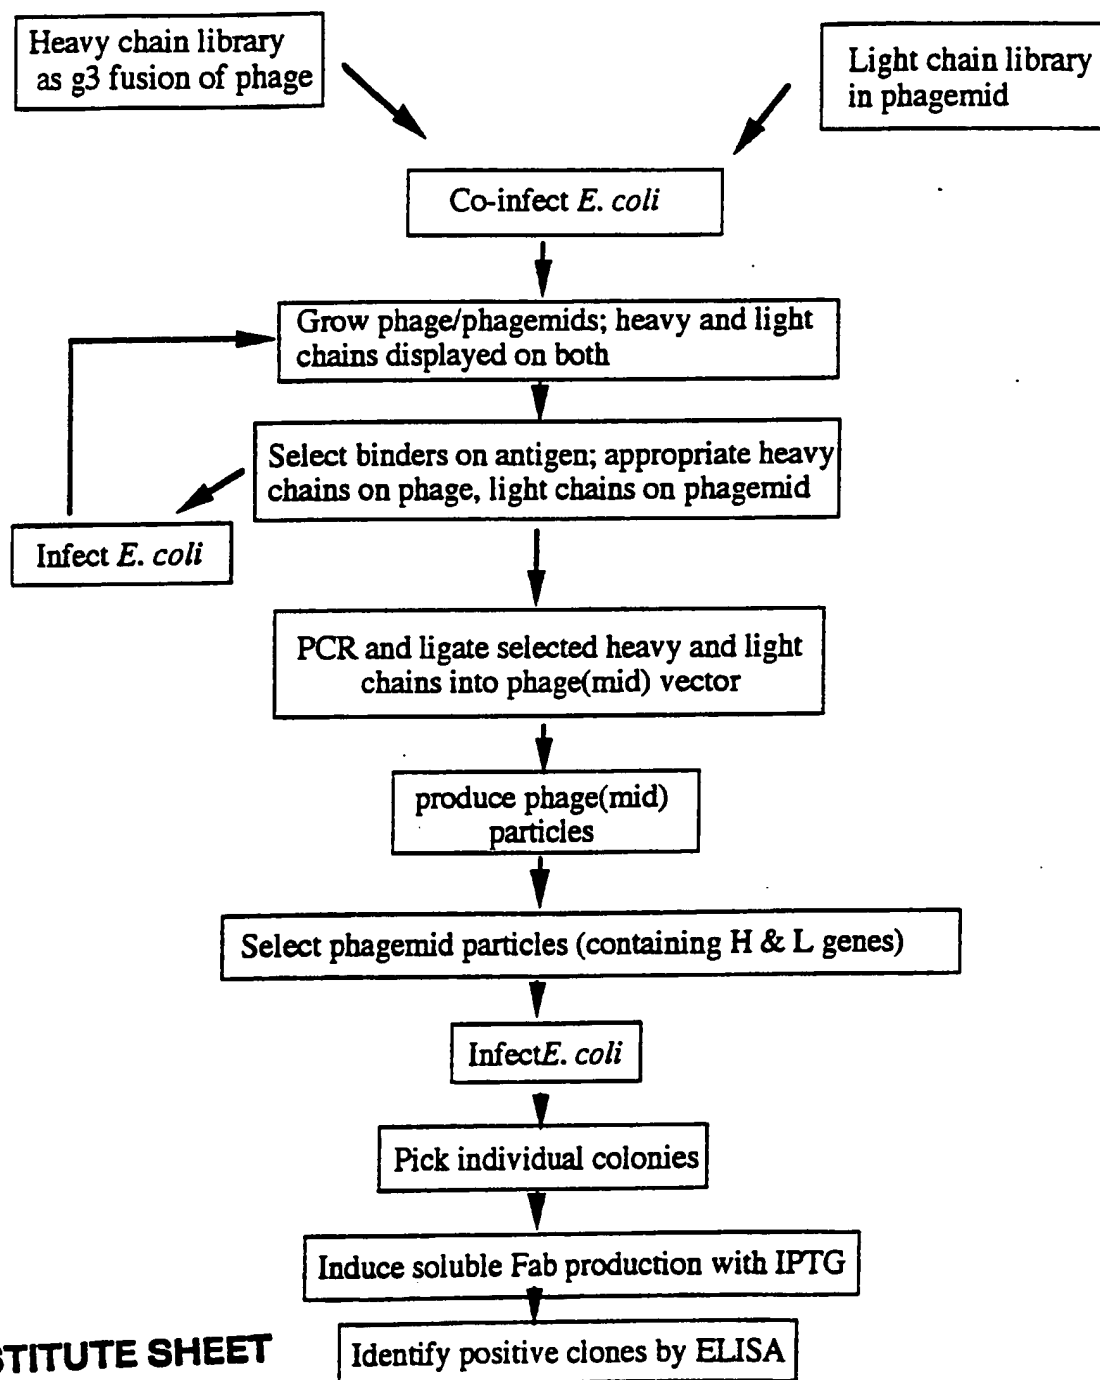 Heavy chain library
as g3 fusion of phage
Light chain library
in phagemid
Co-infect E. coli
Grow phage/phagemids; heavy and light
chains displayed on both
Select binders on antigen; appropriate heavy
chains on phage, light chains on phagemid
Infect E. coli
PCR and ligate selected heavy and light
chains into phage(mid) vector
produce phage(mid)
particles
Select phagemid particles (containing H & L genes)
InfectE. coli
Pick individual colonies
Induce soluble Fab production with IPTG
Identify positive clones by ELISA
STITUTE SHEET